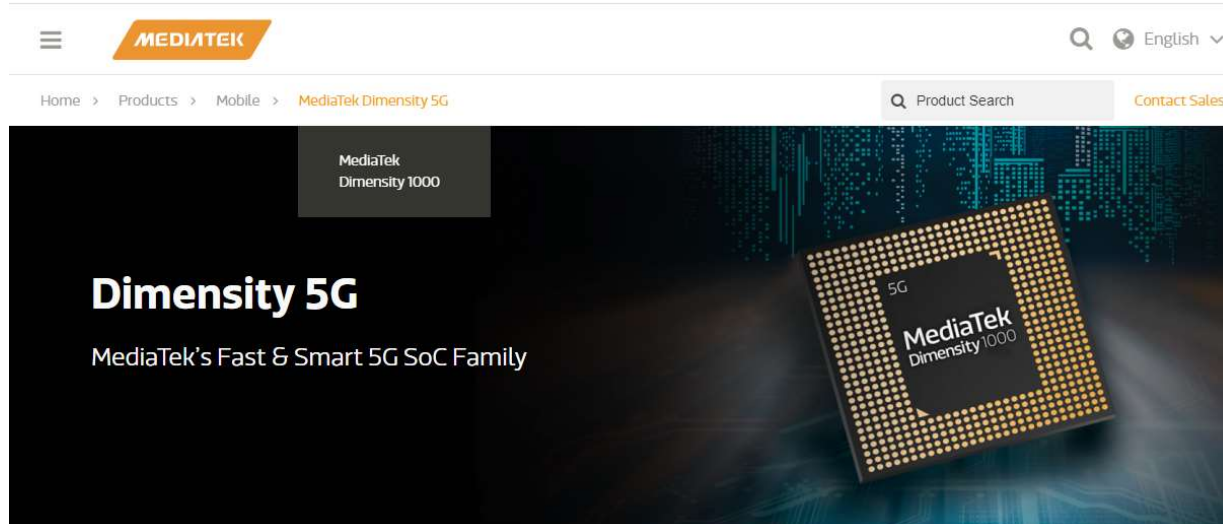 MEDIATEK
English
Home > Products > Mobile > MediaTek Dimensity 5G
Product Search
Contact Sales
MediaTek
Dimensity 1000
Dimensity 5G
MediaTek's Fast & Smart 5G SoC Family
5G
MediaTek
Dimensity 1000